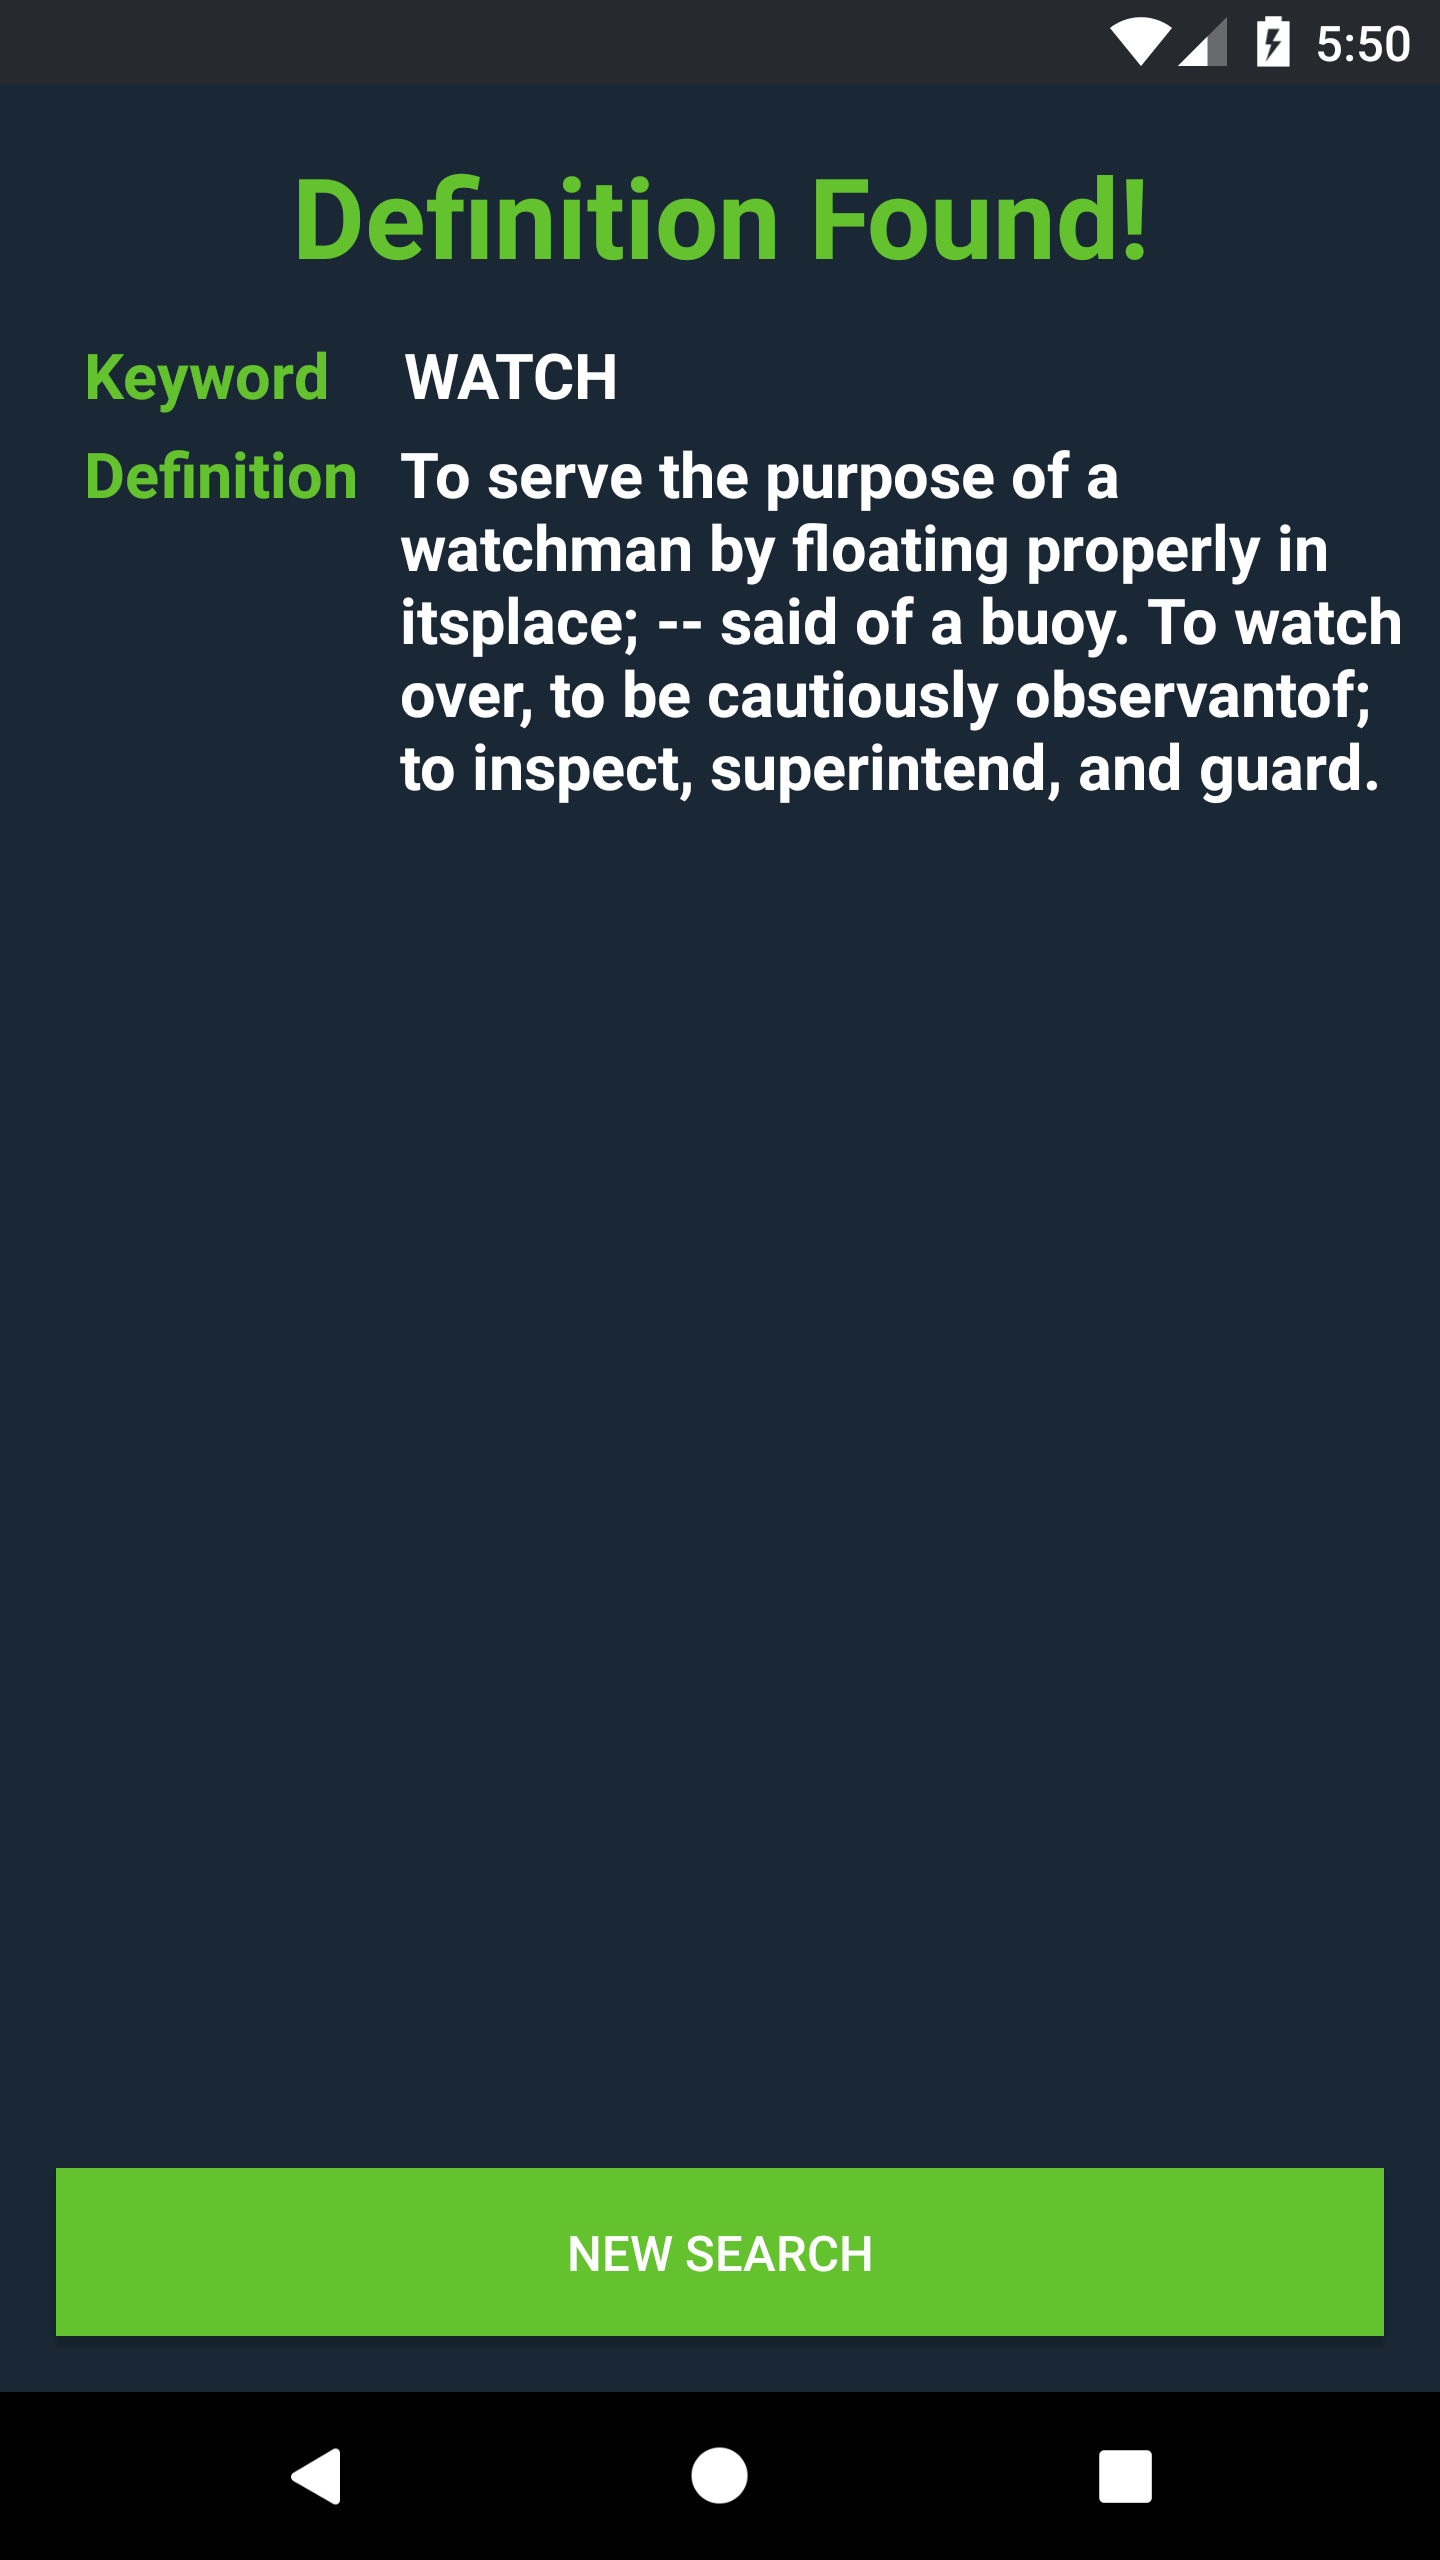 5:50
Definition Found!
Keyword WATCH
Definition To serve the purpose of a
watchman by floating properly in
itsplace; -- said of a buoy. To watch
over, to be cautiously observantof;
to inspect, superintend, and guard.
NEW SEARCH